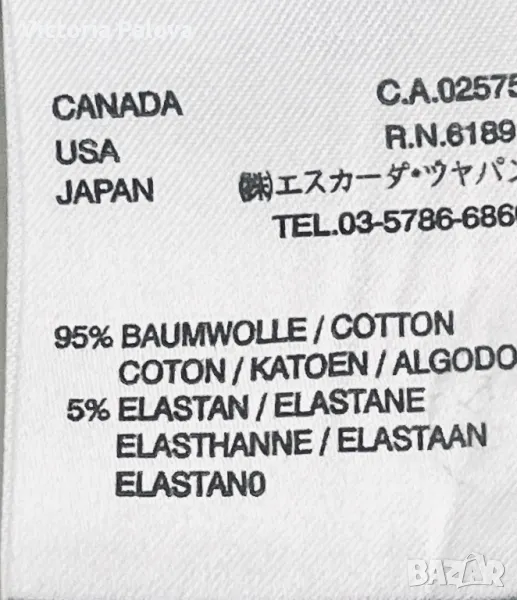 Victoria Palova
CANADA C.A.02575
USA R.N.6189
JAPAN ㈱エスカーダ・ツヤパン
TEL.03-5786-686
95% BAUMWOLLE / COTTON
COTON / KATOEN / ALGODO
5% ELASTAN / ELASTANE
ELASTHANNE / ELASTAAN
ELASTANO
BAZAR